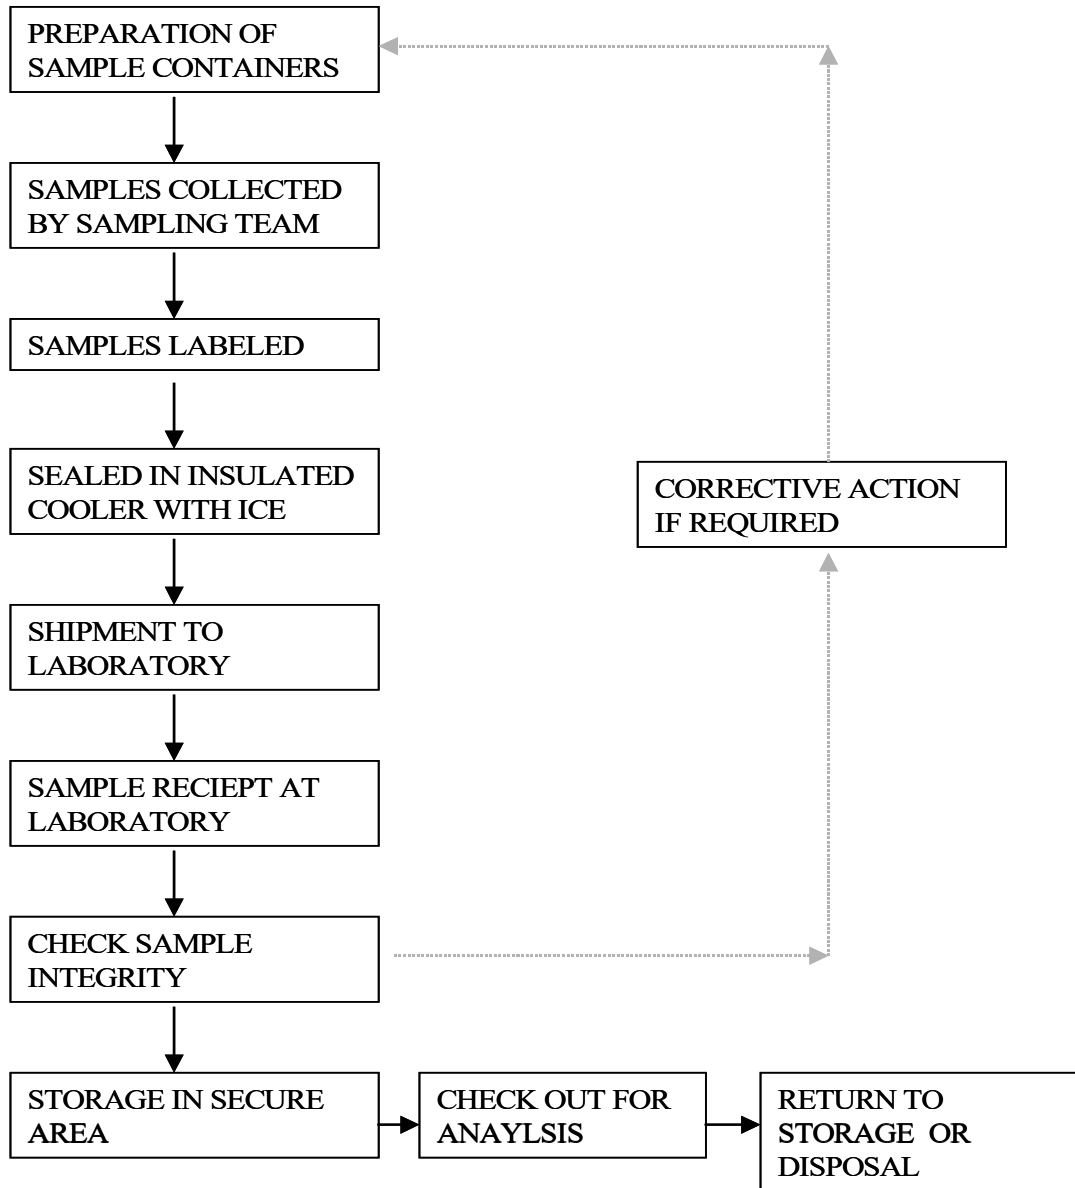 PREPARATION OF
SAMPLE CONTAINERS
SAMPLES COLLECTED
BY SAMPLING TEAM
SAMPLES LABELED
SEALED IN INSULATED
COOLER WITH ICE
CORRECTIVE ACTION
IF REQUIRED
SHIPMENT TO
LABORATORY
SAMPLE RECIEPT AT
LABORATORY
CHECK SAMPLE
INTEGRITY
STORAGE IN SECURE
AREA
CHECK OUT FOR
ANAYLSIS
RETURN TO
STORAGE OR
DISPOSAL